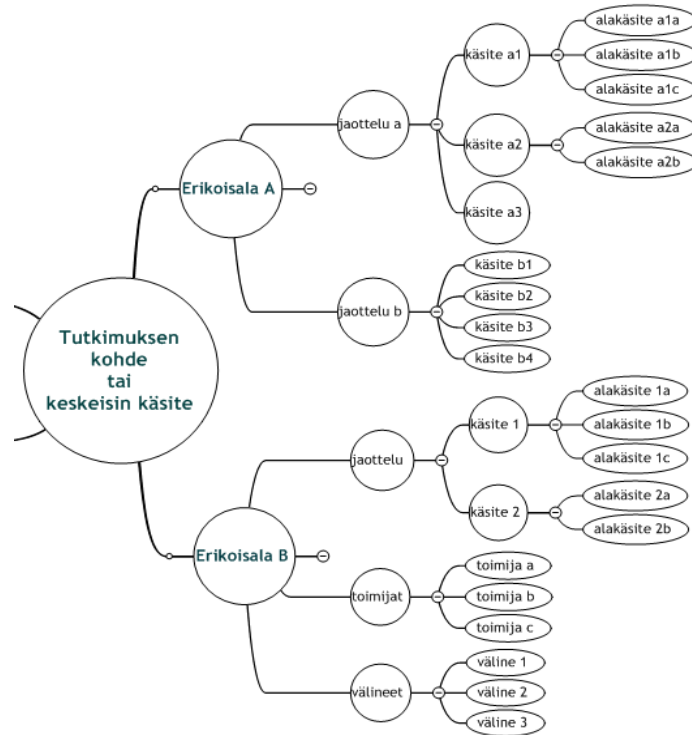 Tutkimuksen
kohde
tai
keskeisin käsite
Erikoisala A
jaottelu a
käsite a1
alakäsite a1a
alakäsite a1b
alakäsite a1c
käsite a2
alakäsite a2a
alakäsite a2b
käsite a3
jaottelu b
käsite b1
käsite b2
käsite b3
käsite b4
Erikoisala B
jaottelu
käsite 1
alakäsite 1a
alakäsite 1b
alakäsite 1c
käsite 2
alakäsite 2a
alakäsite 2b
toimijat
toimija a
toimija b
toimija c
välineet
väline 1
väline 2
väline 3